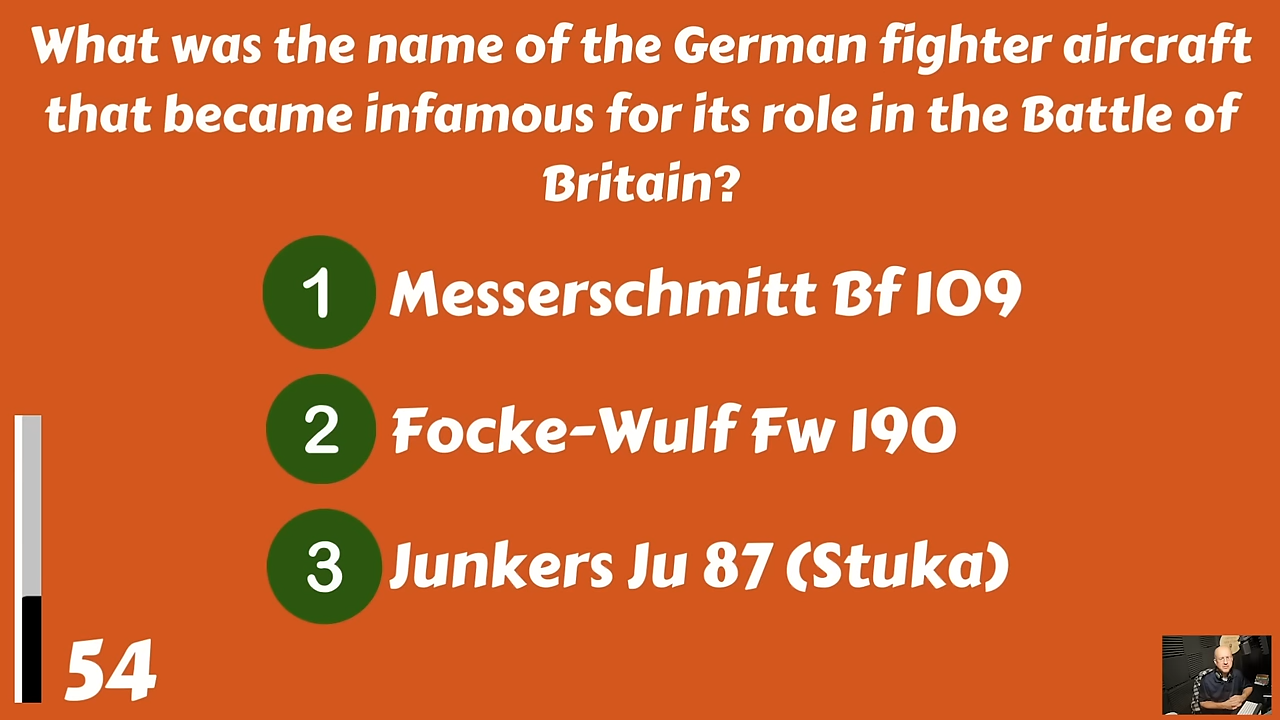 What was the name of the German fighter aircraft
that became infamous for its role in the Battle of
Britain?
1 Messerschmitt Bf 109
2 Focke-Wulf Fw 190
3 Junkers Ju 87 (Stuka)
54